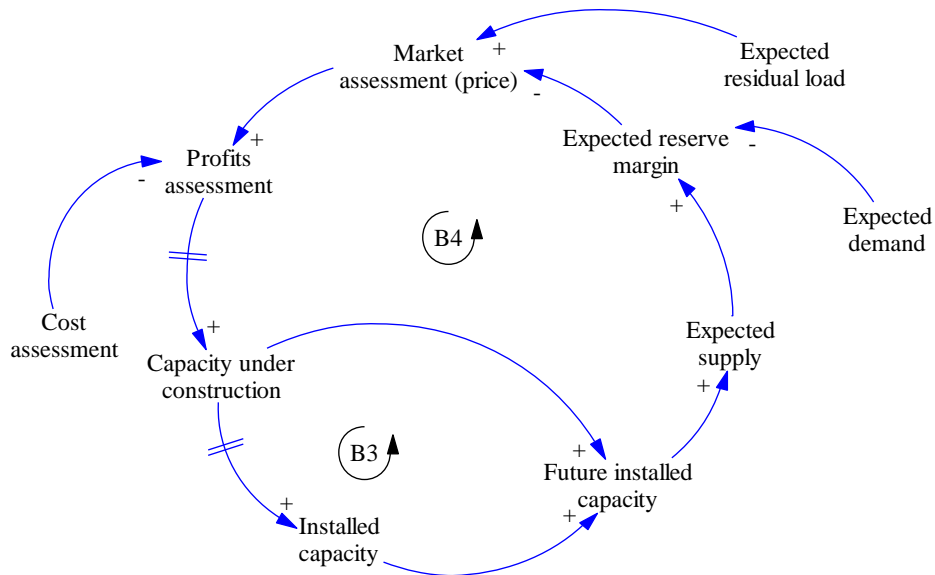 Market
assessment (price)
+
Expected
residual load
-
Expected reserve
margin
-
+
Profits
assessment
-
+
Expected
demand
B4
Cost
assessment
+
Expected
supply
Capacity under
construction
+
B3
+
Future installed
capacity
+
Installed
capacity
+